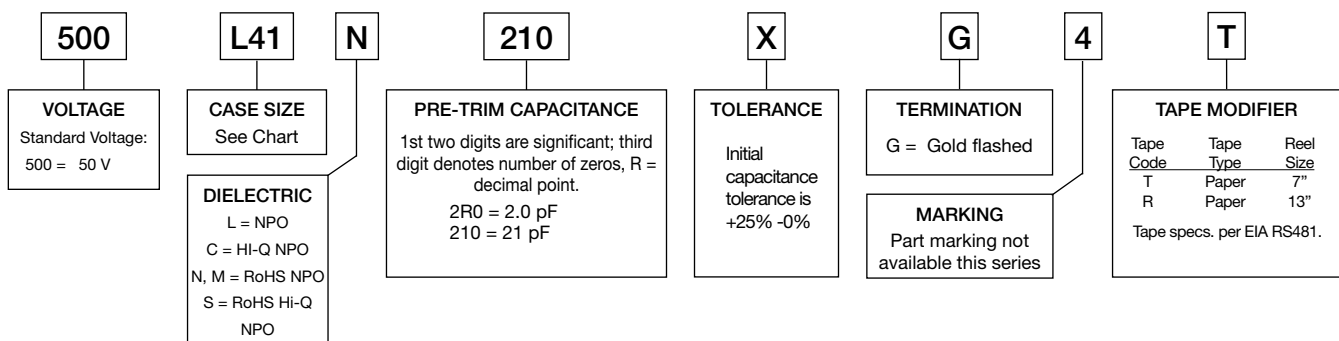 500
L41
N
210
X
G
4
T
VOLTAGE
Standard Voltage:
500 = 50 V
CASE SIZE
See Chart
DIELECTRIC
L = NPO
C = HI-Q NPO
N, M = RoHS NPO
S = RoHS Hi-Q
NPO
PRE-TRIM CAPACITANCE
1st two digits are significant; third
digit denotes number of zeros, R =
decimal point.
2R0 = 2.0 pF
210 = 21 pF
TOLERANCE
Initial
capacitance
tolerance is
+25% -0%
TERMINATION
G = Gold flashed
MARKING
Part marking not
available this series
TAPE MODIFIER
Tape Tape Reel
Code Type Size
T Paper 7"
R Paper 13"
Tape specs. per EIA RS481.